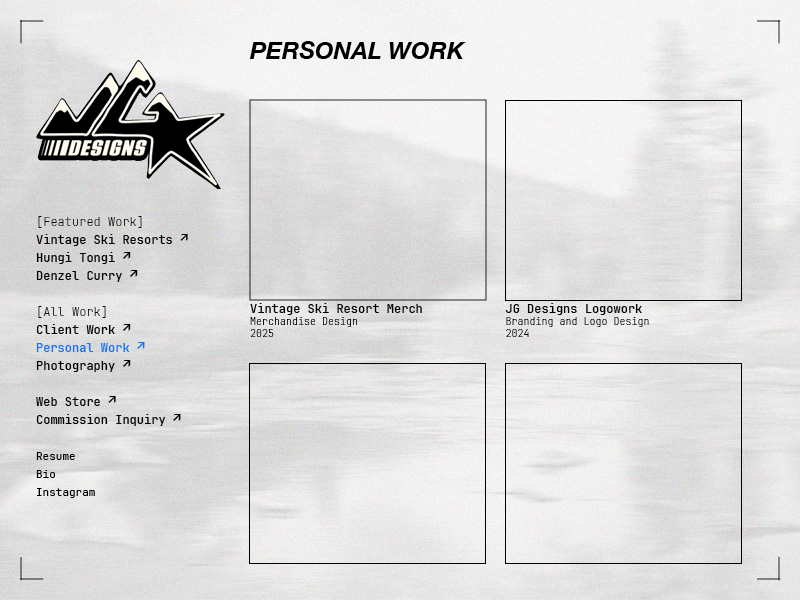 PERSONAL WORK
JG
DESIGNS
[Featured Work]
Vintage Ski Resorts ↗
Hungi Tongi ↗
Denzel Curry ↗
[All Work]
Client Work ↗
Personal Work ↗
Photography ↗
Web Store ↗
Commission Inquiry ↗
Resume
Bio
Instagram
Vintage Ski Resort Merch
Merchandise Design
2025
JG Designs Logowork
Branding and Logo Design
2024